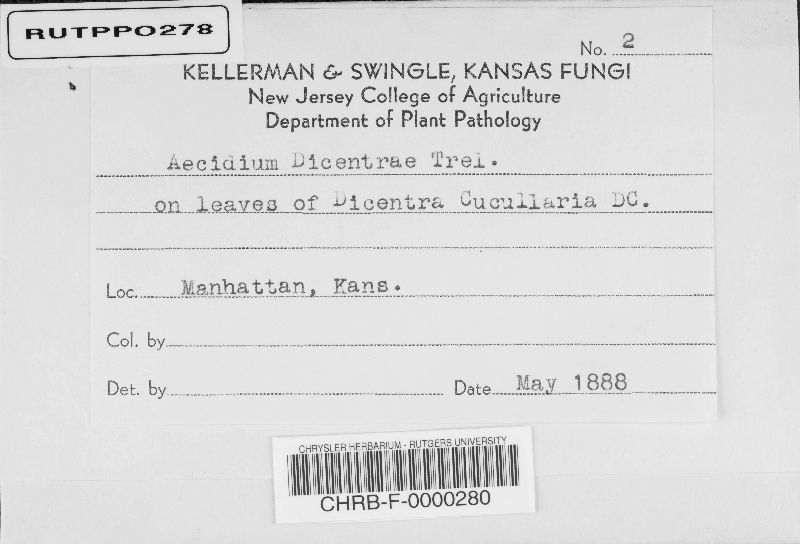 RUTPPO278
No. 2
KELLERMAN & SWINGLE, KANSAS FUNGI
New Jersey College of Agriculture
Department of Plant Pathology
Aecidium Dicentrae Trel.
on leaves of Dicentra Cucullaria DC.
Loc. Manhattan, Kans.
Col. by
Det. by Date May 1888
CHRYSLER HERBARIUM - RUTGERS UNIVERSITY
CHRB-F-0000280